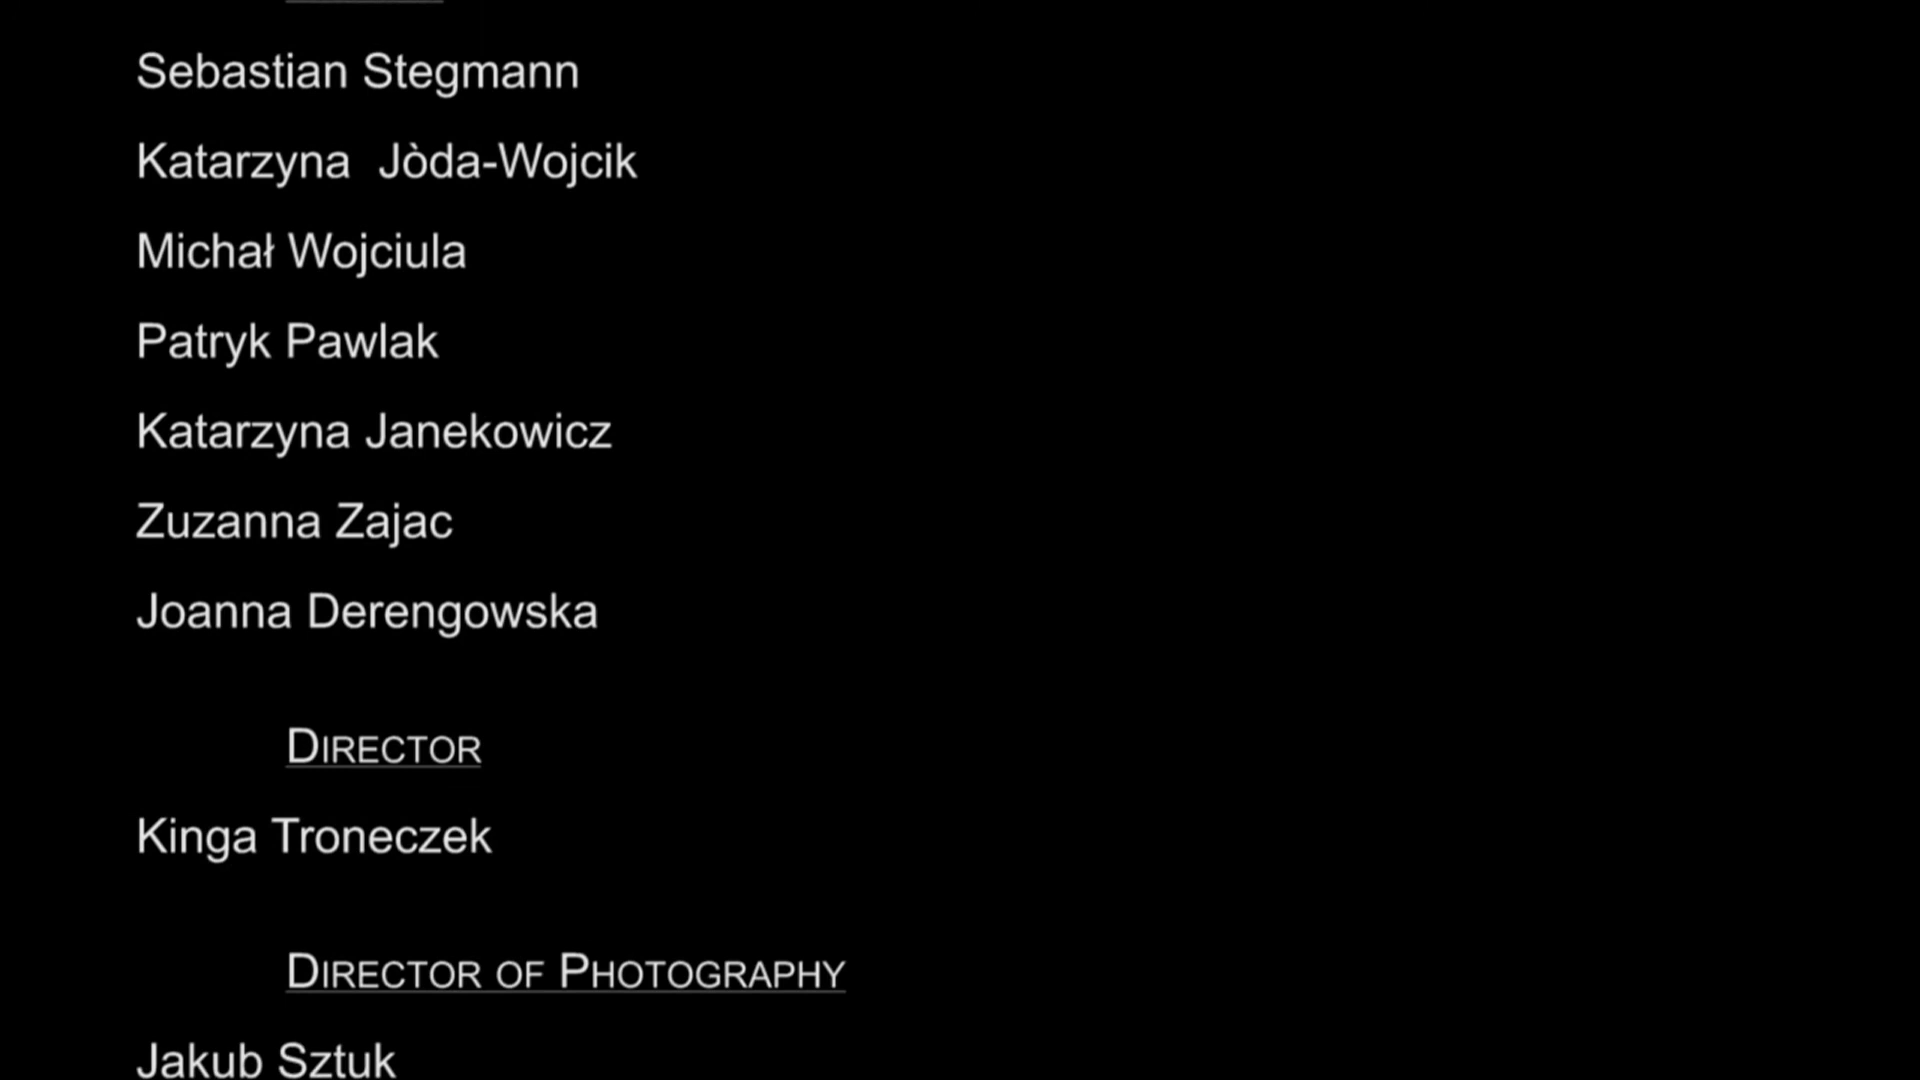 Sebastian Stegmann
Katarzyna  Jòda-Wojcik
Michał Wojciula
Patryk Pawlak
Katarzyna Janekowicz
Zuzanna Zajac
Joanna Derengowska
DIRECTOR
Kinga Troneczek
DIRECTOR OF PHOTOGRAPHY
Jakub Sztuk